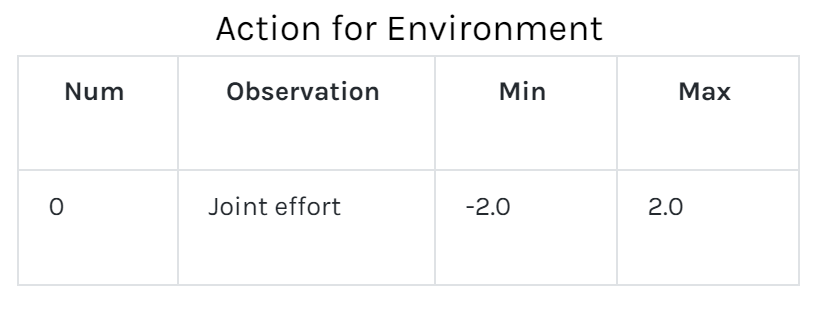 Action for Environment
Num Observation Min Max
0 Joint effort -2.0 2.0